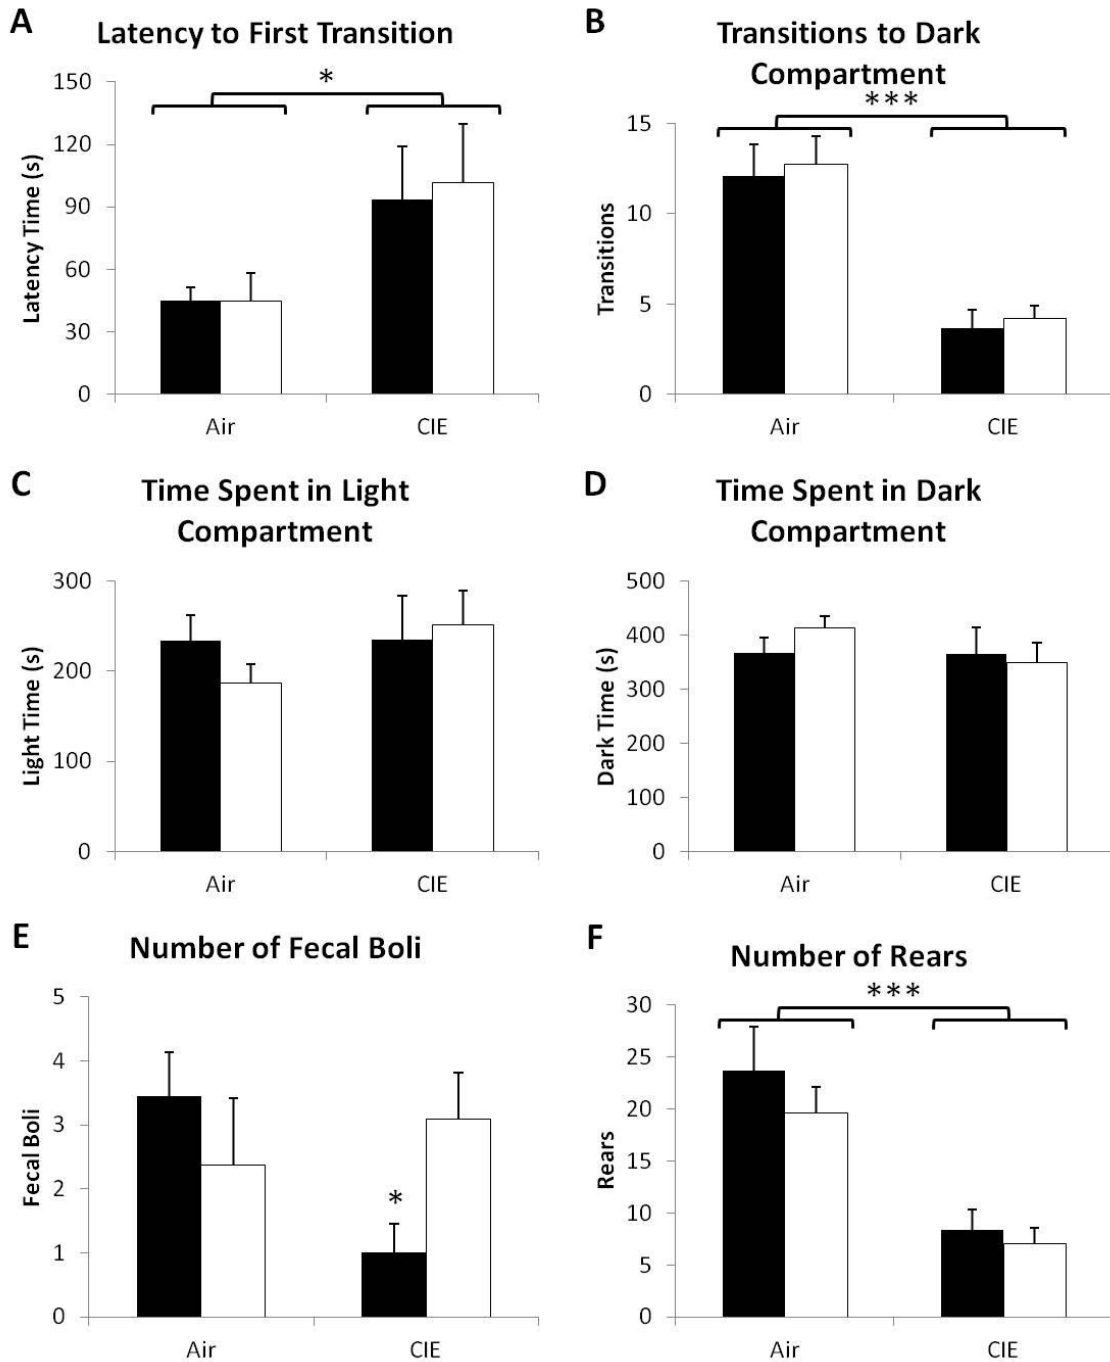 A
Latency to First Transition
*
150
120
90
60
30
0
Latency Time (s)
Air
CIE
B
Transitions to Dark
Compartment
***
15
10
5
0
Transitions
Air
CIE
C
Time Spent in Light
Compartment
300
200
100
0
Light Time (s)
Air
CIE
D
Time Spent in Dark
Compartment
500
400
300
200
100
0
Dark Time (s)
Air
CIE
E
Number of Fecal Boli
5
4
3
2
1
0
Fecal Boli
*
Air
CIE
F
Number of Rears
***
30
25
20
15
10
5
0
Rears
Air
CIE